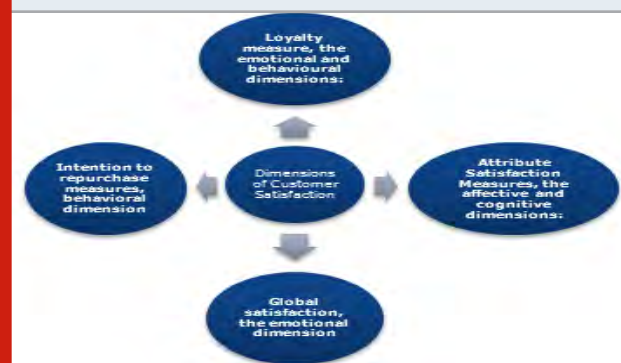 Loyalty
measure, the
emotional and
behavioural
dimensions:
Intention to
repurchase
measures,
behavioral
dimension
Dimensions
of Customer
Satisfaction
Attribute
Satisfaction
Measures, the
affective and
cognitive
dimensions:
Global
satisfaction,
the emotional
dimension